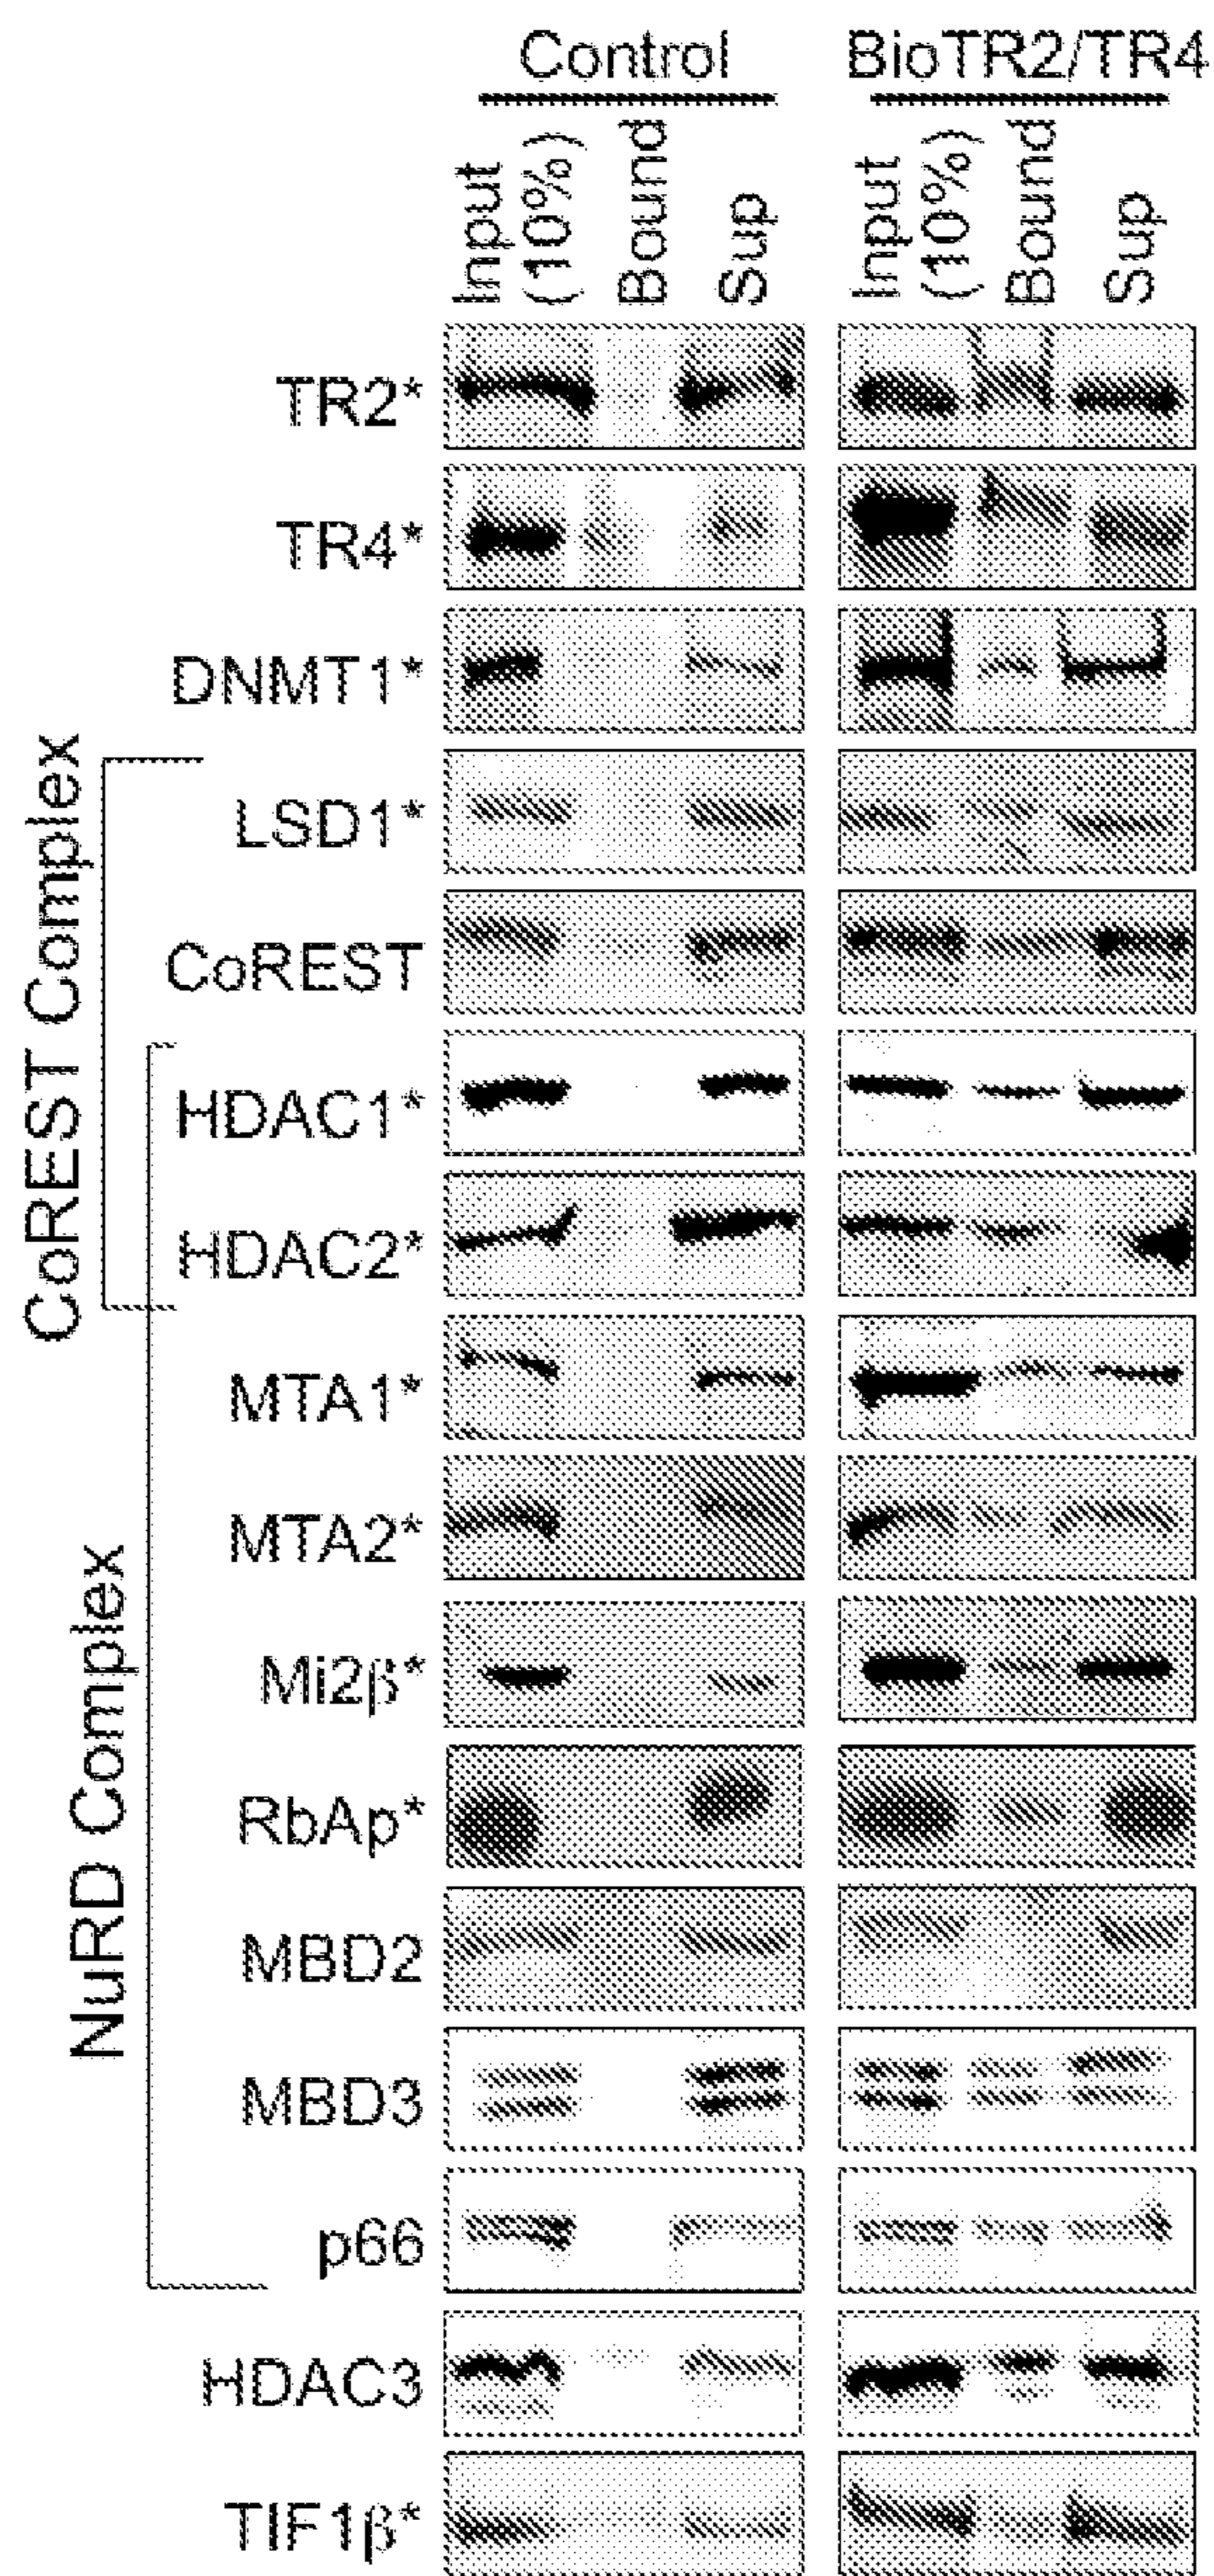 Control
BioTR2/TR4
Input
(10%)
Bound
Sup
Input
(10%)
Bound
Sup
TR2*
TR4*
DNMT1*
CoREST Complex
LSD1*
CoREST
HDAC1*
HDAC2*
NuRD Complex
MTA1*
MTA2*
Mi2β*
RbAp*
MBD2
MBD3
p66
HDAC3
TIF1β*